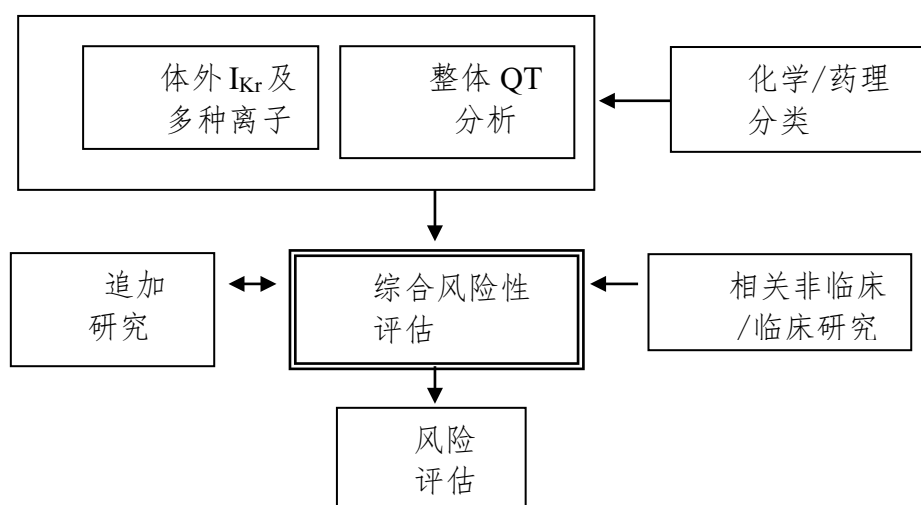 体外 IKr 及
多种离子
整体 QT
分析
化学/药理
分类
追加
研究
综合风险性
评估
相关非临床
/临床研究
风险
评估